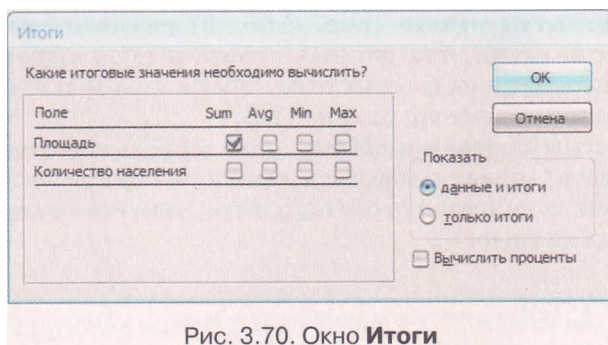 Итоги
Какие итоговые значения необходимо вычислить?
Поле Sum Avg Min Max
Площадь
Количество населения
OK
Отмена
Показать
данные и итоги
только итоги
Вычислить проценты
Рис. 3.70. Окно Итоги